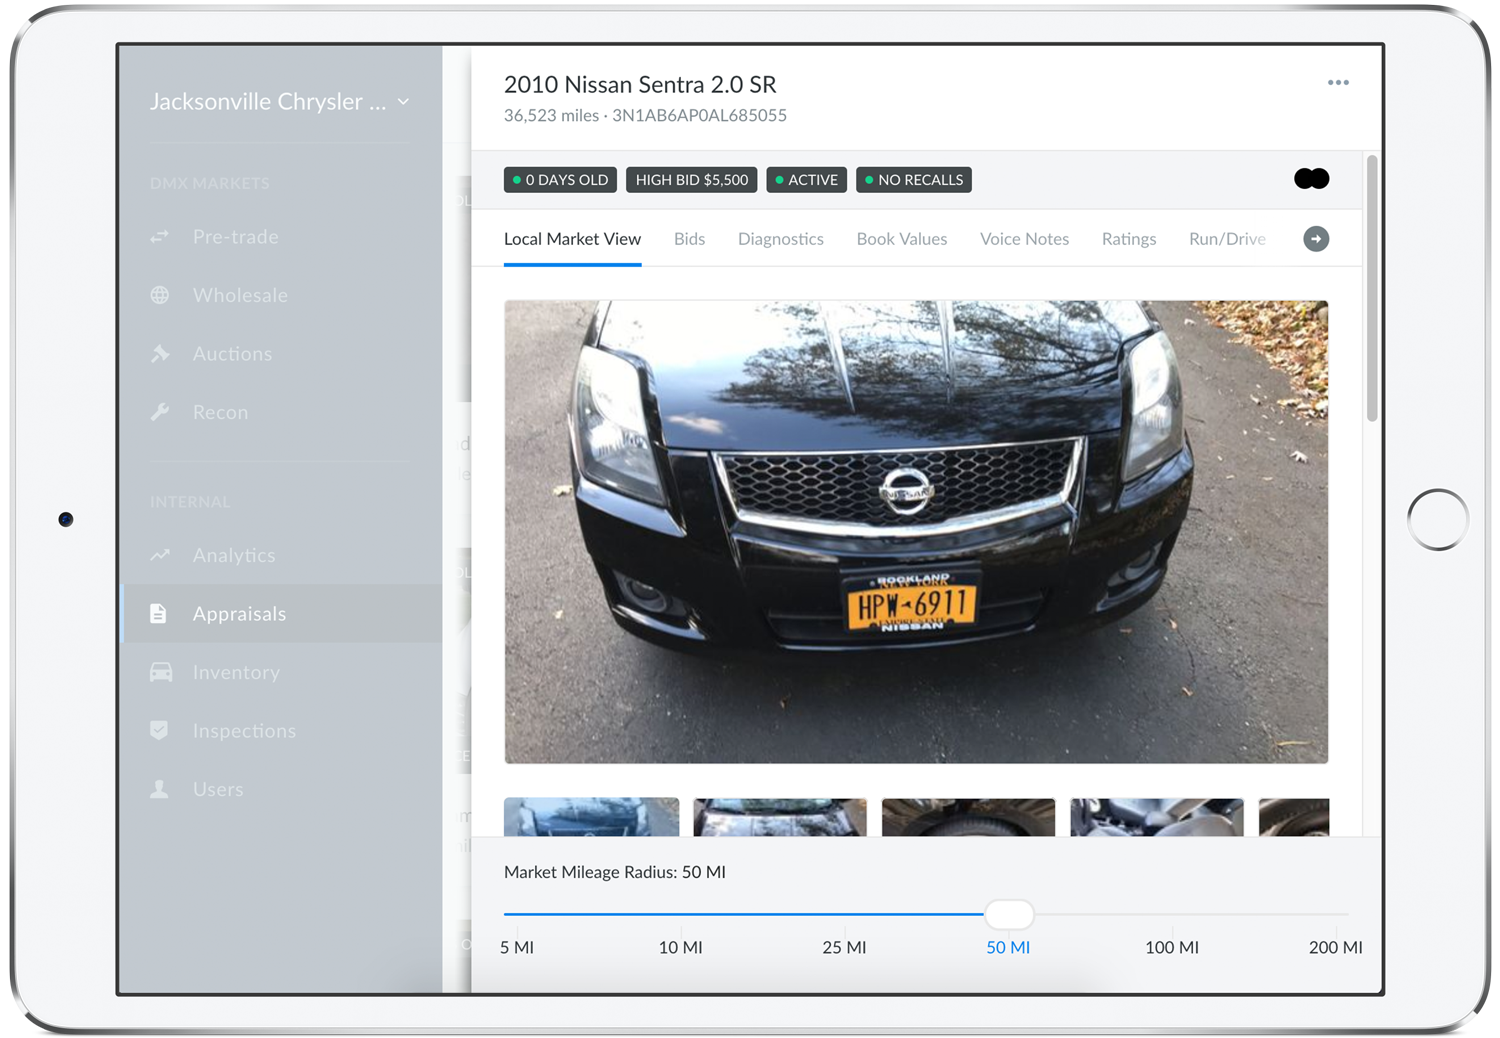 Jacksonville Chrysler ...
DMX MARKETS
Pre-trade
Wholesale
Auctions
Recon
INTERNAL
Analytics
Appraisals
Inventory
Inspections
Users
2010 Nissan Sentra 2.0 SR
36,523 miles · 3N1AB6AP0AL685055
0 DAYS OLD
HIGH BID $5,500
ACTIVE
NO RECALLS
Local Market View
Bids
Diagnostics
Book Values
Voice Notes
Ratings
Run/Drive
NISSAN
ROCKLAND
NEW YORK
HPW-6911
EMPIRE STATE
NISSAN
Market Mileage Radius: 50 MI
5 MI
10 MI
25 MI
50 MI
100 MI
200 MI